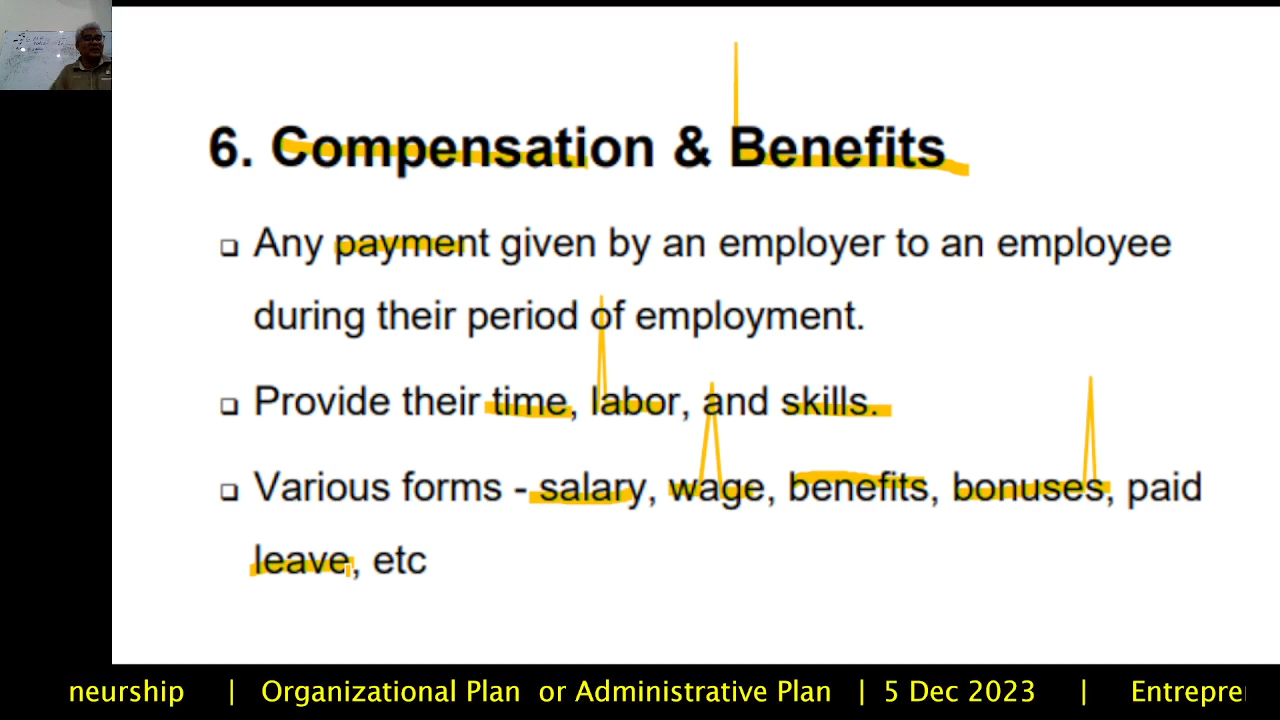 6. Compensation & Benefits
❑ Any payment given by an employer to an employee
during their period of employment.
❑ Provide their time, labor, and skills.
❑ Various forms - salary, wage, benefits, bonuses, paid
leave, etc
neurship | Organizational Plan or Administrative Plan | 5 Dec 2023 | Entrepre